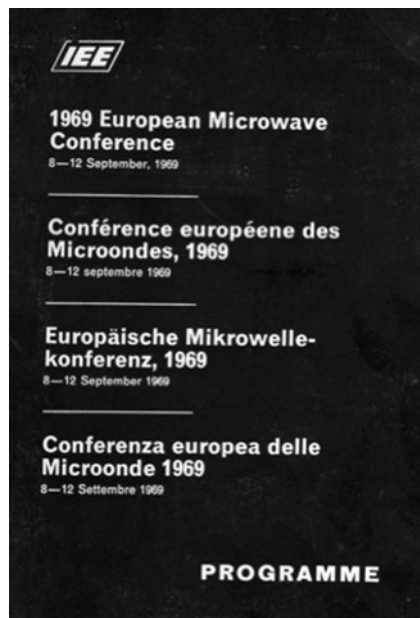 IEE
1969 European Microwave
Conference
8—12 September, 1969
Conférence européene des
Microondes, 1969
8—12 septembre 1969
Europäische Mikrowelle-
konferenz, 1969
8—12 September 1969
Conferenza europea delle
Microonde 1969
8—12 Settembre 1969
PROGRAMME